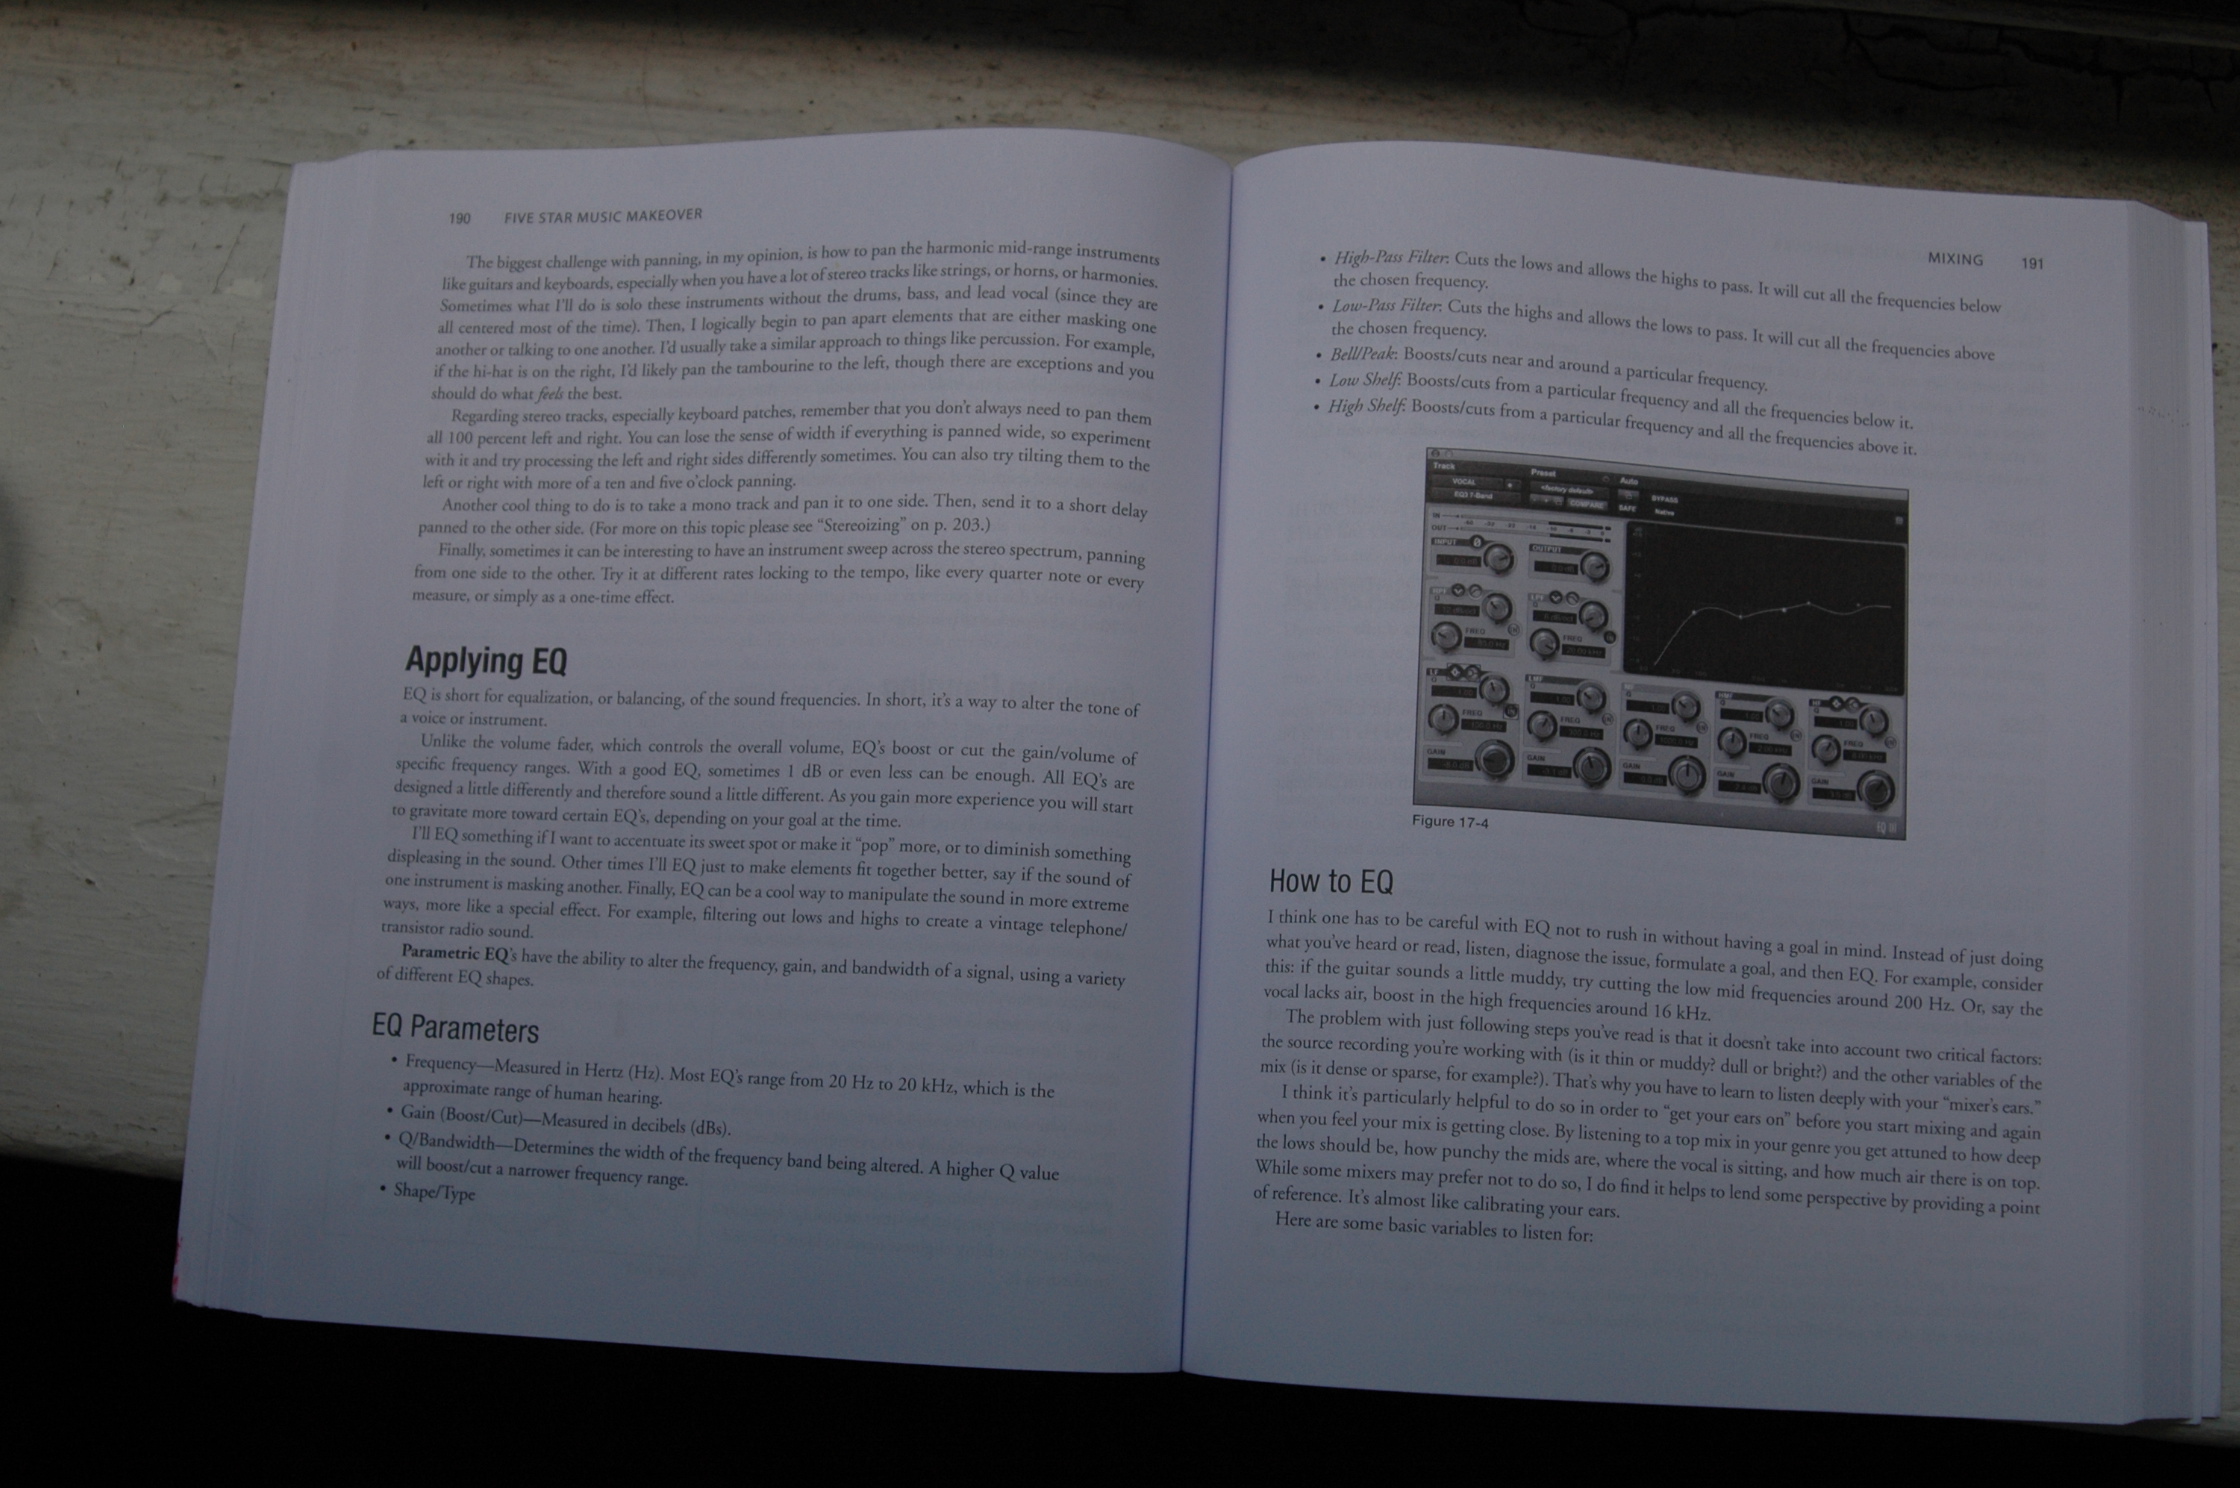 190 FIVE STAR MUSIC MAKEOVER
The biggest challenge with panning, in my opinion, is how to pan the harmonic mid-range instruments
like guitars and keyboards, especially when you have a lot of stereo tracks like strings, or horns, or harmonies.
Sometimes what I'll do is solo these instruments without the drums, bass, and lead vocal (since they are
all centered most of the time). Then, I logically begin to pan apart elements that are either masking one
another or talking to one another. I'd usually take a similar approach to things like percussion. For example,
if the hi-hat is on the right, I'd likely pan the tambourine to the left, though there are exceptions and you
should do what feels the best.
Regarding stereo tracks, especially keyboard patches, remember that you don't always need to pan them
all 100 percent left and right. You can lose the sense of width if everything is panned wide, so experiment
with it and try processing the left and right sides differently sometimes. You can also try tilting them to the
left or right with more of a ten and five o'clock panning.
Another cool thing to do is to take a mono track and pan it to one side. Then, send it to a short delay
panned to the other side. (For more on this topic please see “Stereoizing” on p. 203.)
Finally, sometimes it can be interesting to have an instrument sweep across the stereo spectrum, panning
from one side to the other. Try it at different rates locking to the tempo, like every quarter note or every
measure, or simply as a one-time effect.
Applying EQ
EQ is short for equalization, or balancing, of the sound frequencies. In short, it's a way to alter the tone of
a voice or instrument.
Unlike the volume fader, which controls the overall volume, EQ's boost or cut the gain/volume of
specific frequency ranges. With a good EQ, sometimes 1 dB or even less can be enough. All EQ's are
designed a little differently and therefore sound a little different. As you gain more experience you will start
to gravitate more toward certain EQ's, depending on your goal at the time.
I'll EQ something if I want to accentuate its sweet spot or make it “pop” more, or to diminish something
displeasing in the sound. Other times I'll EQ just to make elements fit together better, say if the sound of
one instrument is masking another. Finally, EQ can be a cool way to manipulate the sound in more extreme
ways, more like a special effect. For example, filtering out lows and highs to create a vintage telephone/
transistor radio sound.
Parametric EQ's have the ability to alter the frequency, gain, and bandwidth of a signal, using a variety
of different EQ shapes.
EQ Parameters
• Frequency—Measured in Hertz (Hz). Most EQ's range from 20 Hz to 20 kHz, which is the
approximate range of human hearing.
• Gain (Boost/Cut)—Measured in decibels (dBs).
• Q/Bandwidth—Determines the width of the frequency band being altered. A higher Q value
will boost/cut a narrower frequency range.
• Shape/Type
MIXING 191
• High-Pass Filter: Cuts the lows and allows the highs to pass. It will cut all the frequencies below
the chosen frequency.
• Low-Pass Filter: Cuts the highs and allows the lows to pass. It will cut all the frequencies above
the chosen frequency.
• Bell/Peak: Boosts/cuts near and around a particular frequency.
• Low Shelf: Boosts/cuts from a particular frequency and all the frequencies below it.
• High Shelf: Boosts/cuts from a particular frequency and all the frequencies above it.
Track Preset Auto
VOCAL <factory default> BYPASS
EQ3 7-Band COMPARE SAFE Native
IN
OUT
INPUT OUTPUT
HPF LPF
FREQ FREQ
LF LMF MF HMF HF
FREQ FREQ FREQ FREQ FREQ
GAIN GAIN GAIN GAIN GAIN
EQ III
Figure 17-4
How to EQ
I think one has to be careful with EQ not to rush in without having a goal in mind. Instead of just doing
what you've heard or read, listen, diagnose the issue, formulate a goal, and then EQ. For example, consider
this: if the guitar sounds a little muddy, try cutting the low mid frequencies around 200 Hz. Or, say the
vocal lacks air, boost in the high frequencies around 16 kHz.
The problem with just following steps you've read is that it doesn't take into account two critical factors:
the source recording you're working with (is it thin or muddy? dull or bright?) and the other variables of the
mix (is it dense or sparse, for example?). That's why you have to learn to listen deeply with your “mixer's ears.”
I think it's particularly helpful to do so in order to “get your ears on” before you start mixing and again
when you feel your mix is getting close. By listening to a top mix in your genre you get attuned to how deep
the lows should be, how punchy the mids are, where the vocal is sitting, and how much air there is on top.
While some mixers may prefer not to do so, I do find it helps to lend some perspective by providing a point
of reference. It's almost like calibrating your ears.
Here are some basic variables to listen for: